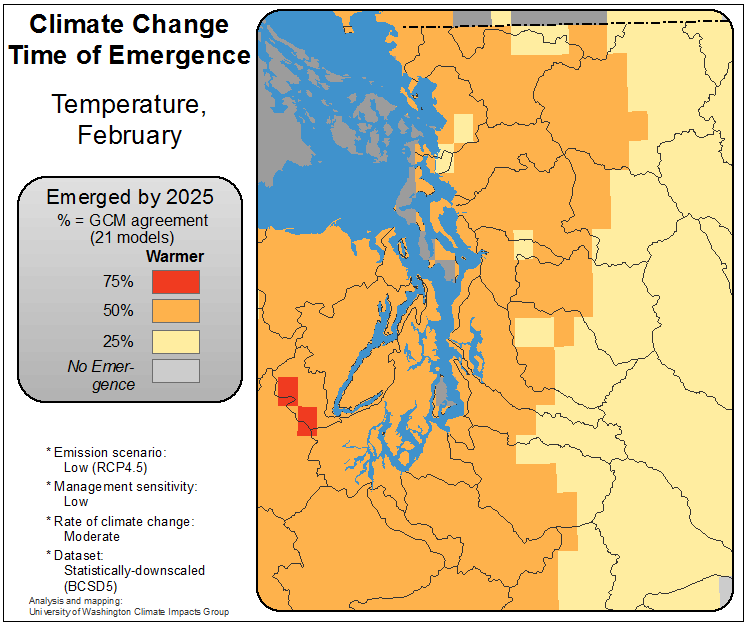 Climate Change
Time of Emergence
Temperature,
February
Emerged by 2025
% = GCM agreement
(21 models)
Warmer
75%
50%
25%
No Emer-
gence
* Emission scenario:
Low (RCP4.5)
* Management sensitivity:
Low
* Rate of climate change:
Moderate
* Dataset:
Statistically-downscaled
(BCSD5)
Analysis and mapping:
University of Washington Climate Impacts Group